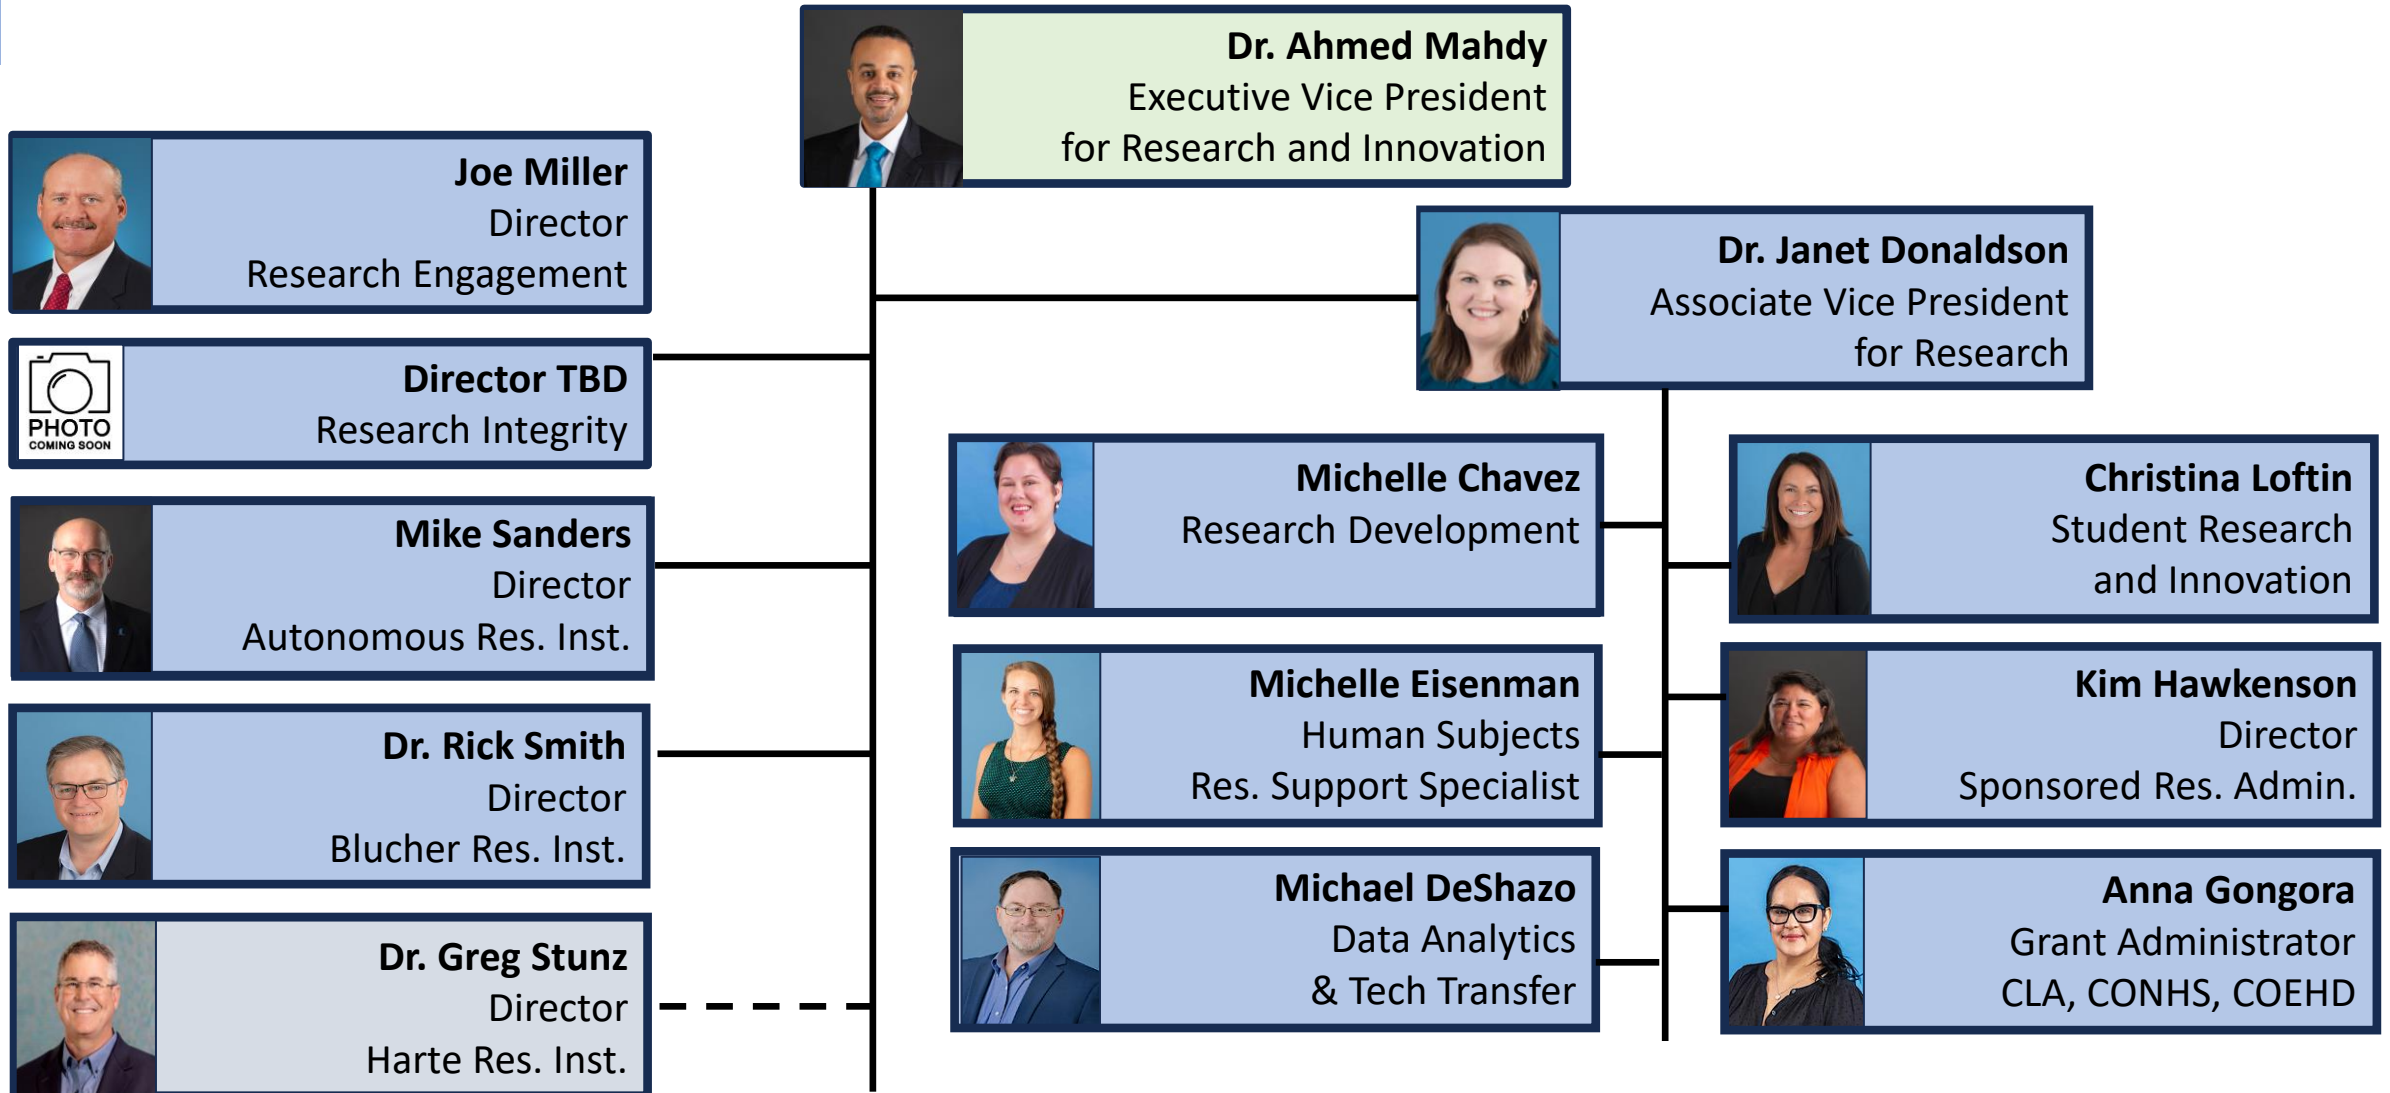 Dr. Ahmed Mahdy
Executive Vice President
for Research and Innovation
Joe Miller
Director
Research Engagement
Dr. Janet Donaldson
Associate Vice President
for Research
PHOTO
COMING SOON
Director TBD
Research Integrity
Michelle Chavez
Research Development
Christina Loftin
Student Research
and Innovation
Mike Sanders
Director
Autonomous Res. Inst.
Michelle Eisenman
Human Subjects
Res. Support Specialist
Kim Hawkenson
Director
Sponsored Res. Admin.
Dr. Rick Smith
Director
Blucher Res. Inst.
Michael DeShazo
Data Analytics
& Tech Transfer
Anna Gongora
Grant Administrator
CLA, CONHS, COEHD
Dr. Greg Stunz
Director
Harte Res. Inst.